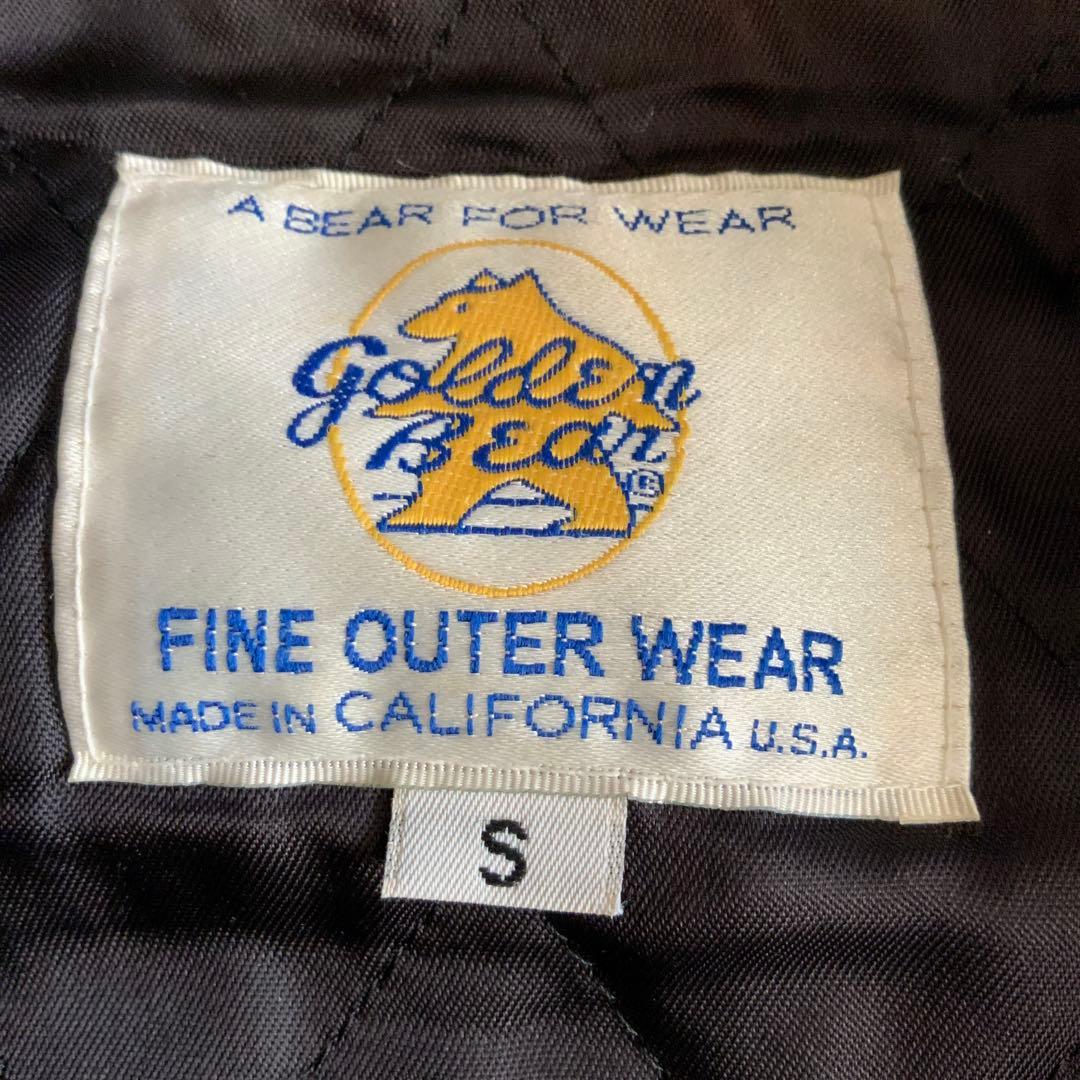 A BEAR FOR WEAR
Golden
Bear
FINE OUTER WEAR
MADE IN CALIFORNIA U.S.A.
S